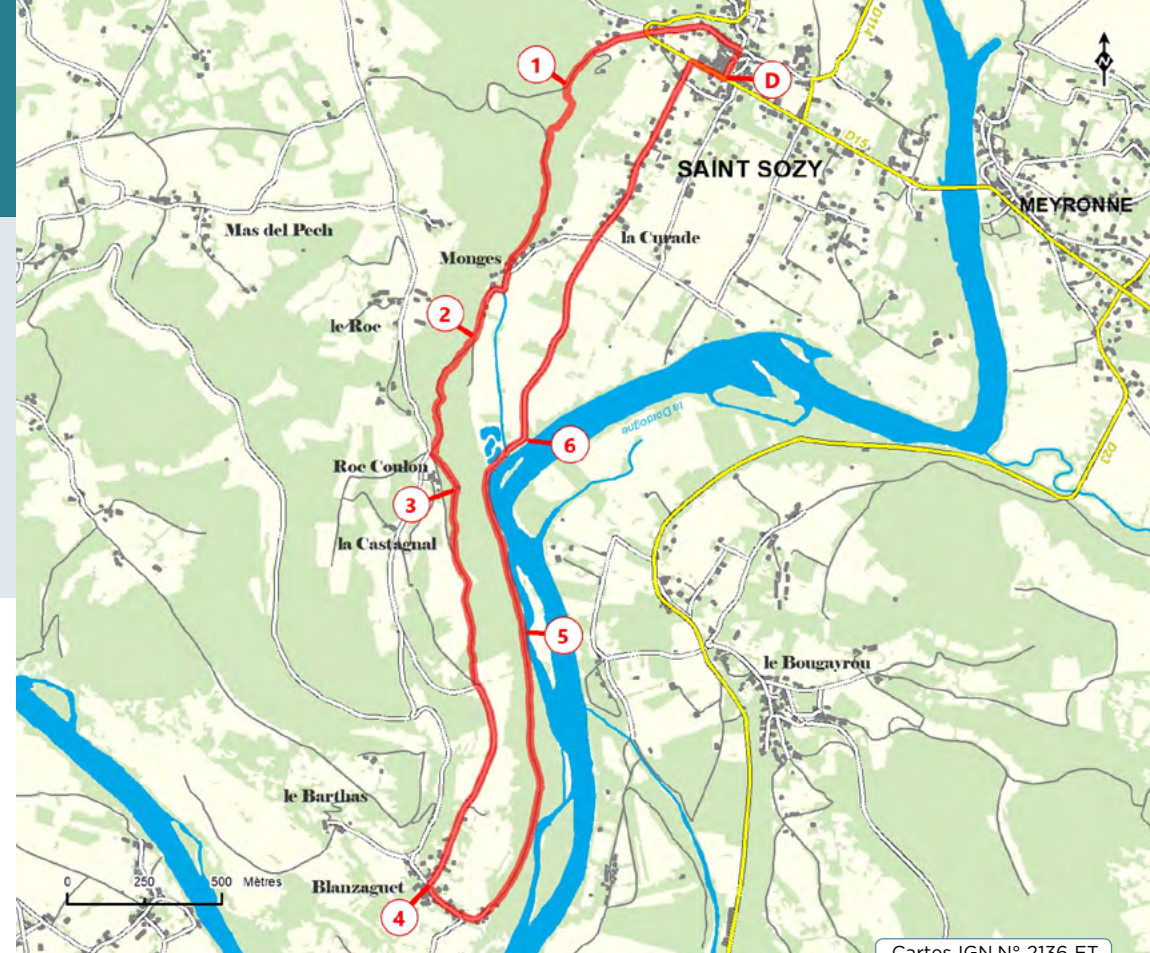 D114
1
D
N
D15
SAINT SOZY
MEYRONNE
Mas del Pech
la Curade
Monges
2
le Roc
la Dordogne
6
D23
Roc Coulon
3
la Castagnal
5
le Bougayrou
le Barthas
0 250 500 Mètres
Blanzaguet
4
Cartes IGN N° 2136 ET